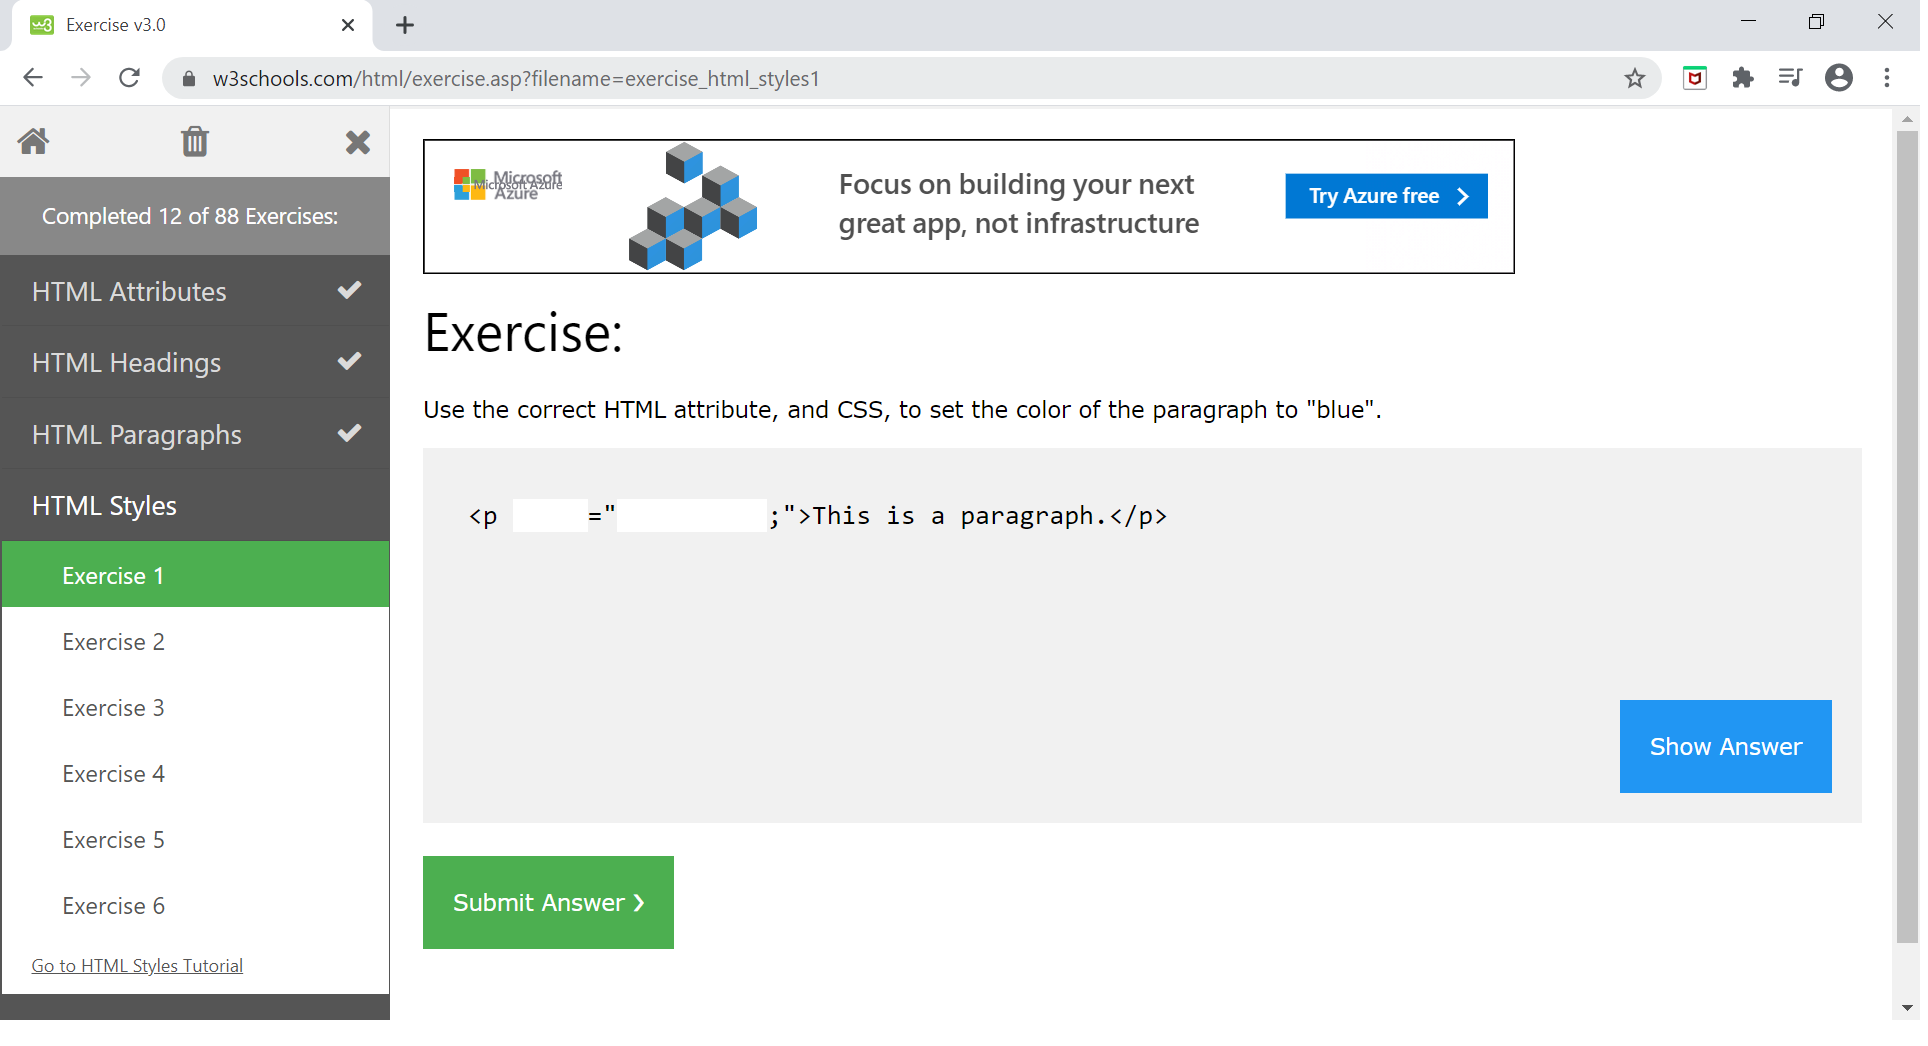 Exercise v3.0
w3schools.com/html/exercise.asp?filename=exercise_html_styles1
Completed 12 of 88 Exercises:
HTML Attributes
HTML Headings
HTML Paragraphs
HTML Styles
Exercise 1
Exercise 2
Exercise 3
Exercise 4
Exercise 5
Exercise 6
Go to HTML Styles Tutorial
Microsoft
Azure
Microsoft Azure
Focus on building your next
great app, not infrastructure
Try Azure free
Exercise:
Use the correct HTML attribute, and CSS, to set the color of the paragraph to "blue".
<p      ="          ;">This is a paragraph.</p>
Show Answer
Submit Answer ❯